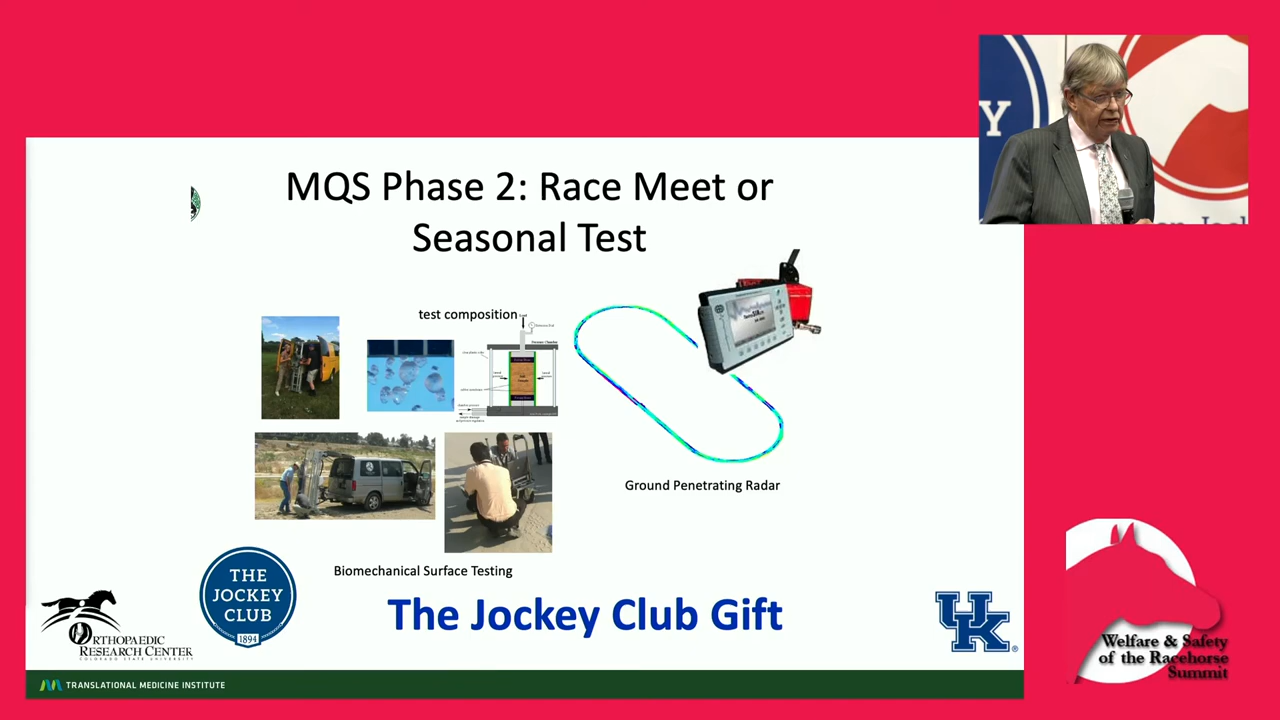 MQS Phase 2: Race Meet or
Seasonal Test
test composition
Ground Penetrating Radar
Biomechanical Surface Testing
The Jockey Club Gift
THE
JOCKEY
CLUB
1894
ORTHOPAEDIC
RESEARCH CENTER
COLORADO STATE UNIVERSITY
UK
TRANSLATIONAL MEDICINE INSTITUTE
Y
Welfare & Safety
of the Racehorse
Summit